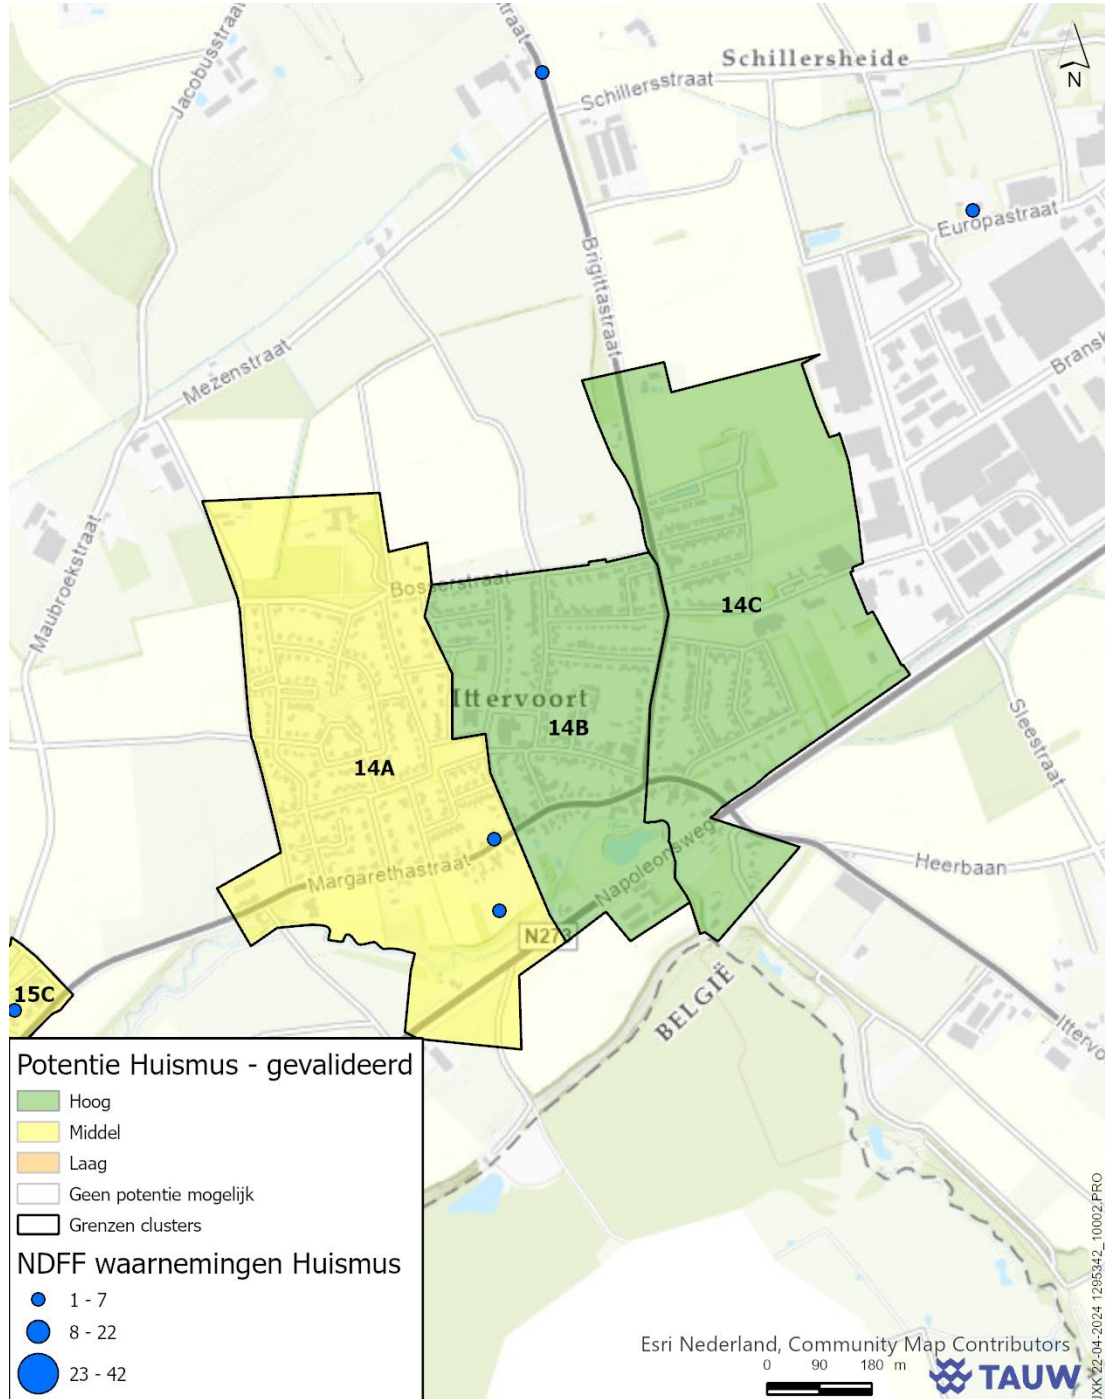 straat
Jacobusstraat
Schillersheide
N
Schillersstraat
Europastraat
Brigittastraat
Mezenstraat
Maubroekstraat
Bosserstraat
14C
Ittervoort
14B
14A
Sleestraat
Margarethastraat
Napoleonsweg
Heerbaan
N273
15C
BELGIË
Potentie Huismus - gevalideerd
Hoog
Middel
Laag
Geen potentie mogelijk
Grenzen clusters
NDFF waarnemingen Huismus
1 - 7
8 - 22
23 - 42
Esri Nederland, Community Map Contributors
0 90 180 m
TAUW